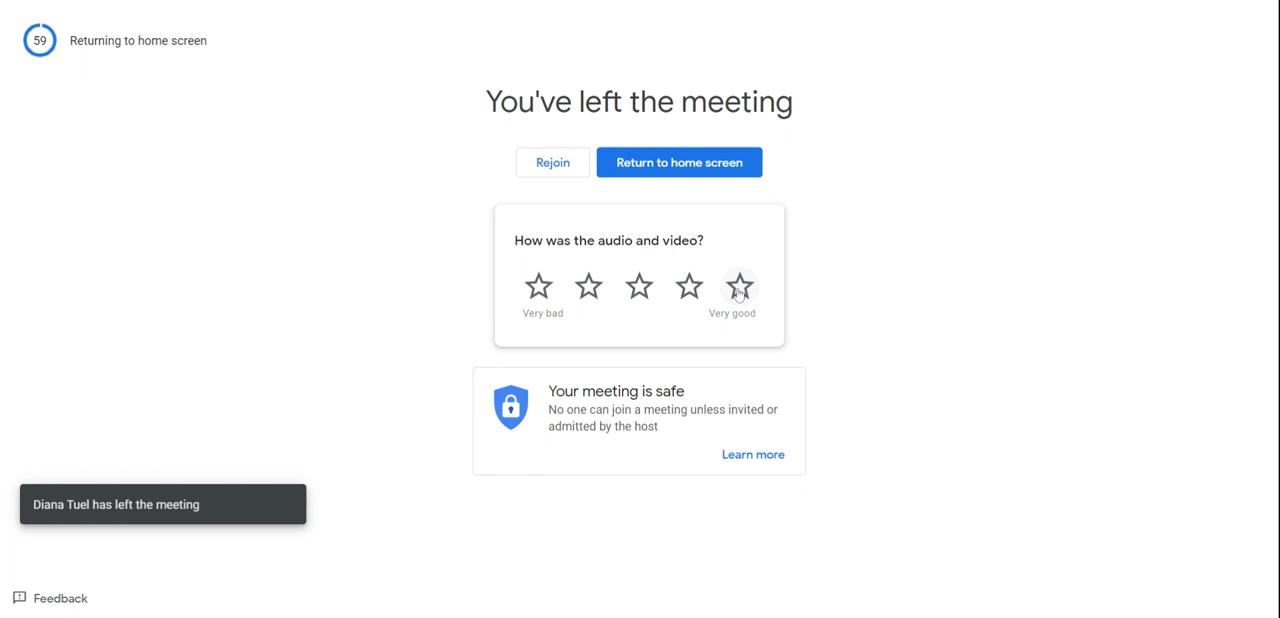 59 Returning to home screen
You've left the meeting
Rejoin Return to home screen
How was the audio and video?
Very bad Very good
Your meeting is safe
No one can join a meeting unless invited or
admitted by the host
Learn more
Diana Tuel has left the meeting
Feedback